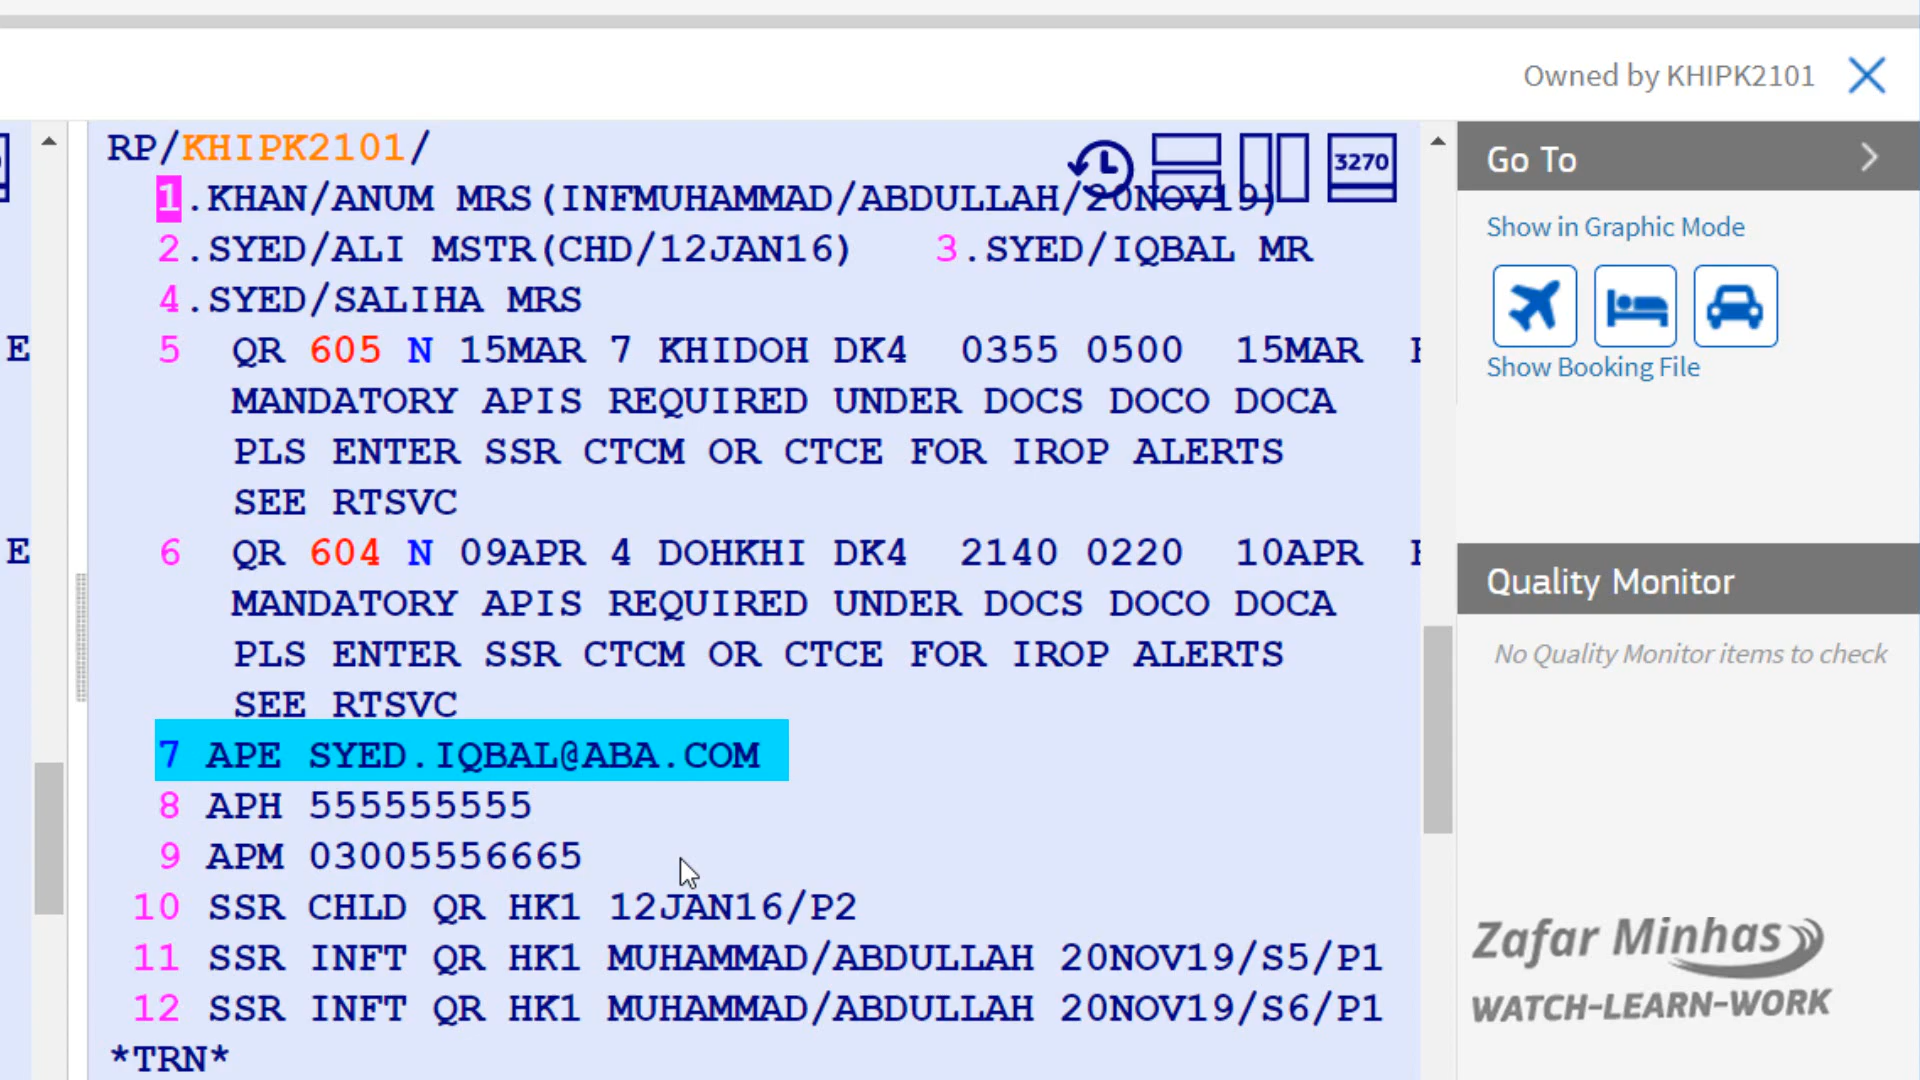 Owned by KHIPK2101
RP/KHIPK2101/
3270
1.KHAN/ANUM MRS(INFMUHAMMAD/ABDULLAH/20NOV19)
2.SYED/ALI MSTR(CHD/12JAN16) 3.SYED/IQBAL MR
4.SYED/SALIHA MRS
5 QR 605 N 15MAR 7 KHIDOH DK4 0355 0500 15MAR
E
MANDATORY APIS REQUIRED UNDER DOCS DOCO DOCA
PLS ENTER SSR CTCM OR CTCE FOR IROP ALERTS
SEE RTSVC
6 QR 604 N 09APR 4 DOHKHI DK4 2140 0220 10APR
E
MANDATORY APIS REQUIRED UNDER DOCS DOCO DOCA
PLS ENTER SSR CTCM OR CTCE FOR IROP ALERTS
SEE RTSVC
7 APE SYED.IQBAL@ABA.COM
8 APH 555555555
9 APM 03005556665
10 SSR CHLD QR HK1 12JAN16/P2
11 SSR INFT QR HK1 MUHAMMAD/ABDULLAH 20NOV19/S5/P1
12 SSR INFT QR HK1 MUHAMMAD/ABDULLAH 20NOV19/S6/P1
*TRN*
Go To
Show in Graphic Mode
Show Booking File
Quality Monitor
No Quality Monitor items to check
Zafar Minhas
WATCH-LEARN-WORK